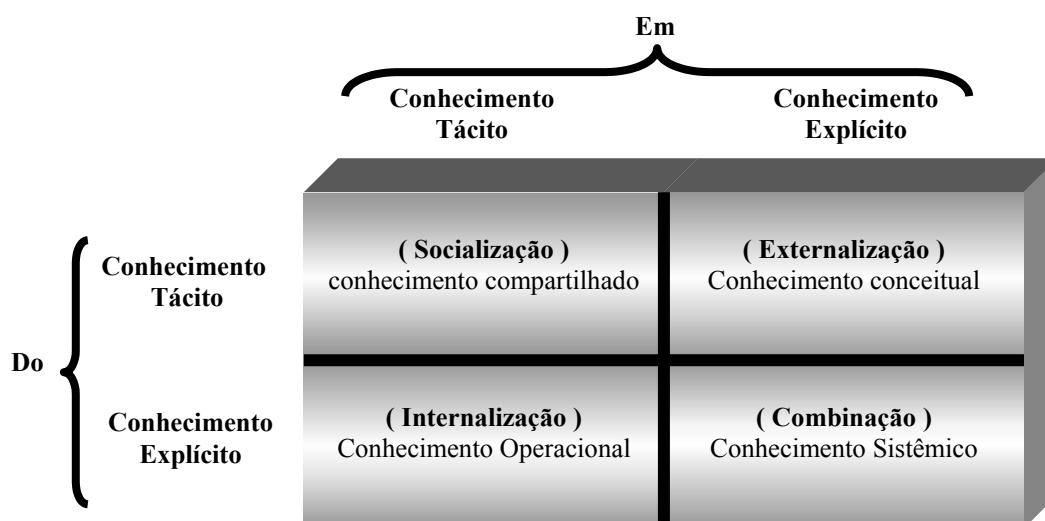 Em
Conhecimento
Tácito
Conhecimento
Explícito
Do
Conhecimento
Tácito
( Socialização )
conhecimento compartilhado
( Externalização )
Conhecimento conceitual
Conhecimento
Explícito
( Internalização )
Conhecimento Operacional
( Combinação )
Conhecimento Sistêmico